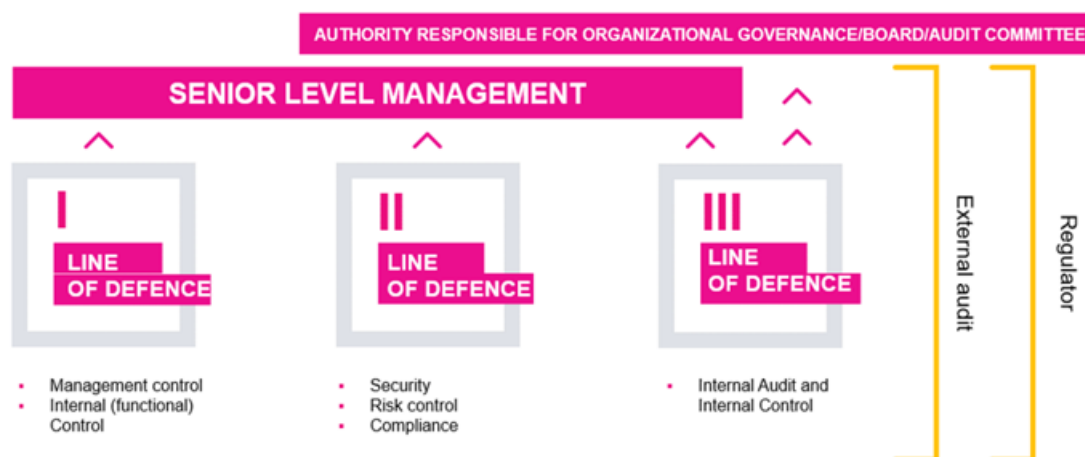 AUTHORITY RESPONSIBLE FOR ORGANIZATIONAL GOVERNANCE/BOARD/AUDIT COMMITTEE
SENIOR LEVEL MANAGEMENT
I
LINE
OF DEFENCE
▪ Management control
▪ Internal (functional)
Control
II
LINE
OF DEFENCE
▪ Security
▪ Risk control
▪ Compliance
III
LINE
OF DEFENCE
▪ Internal Audit and
Internal Control
External audit
Regulator